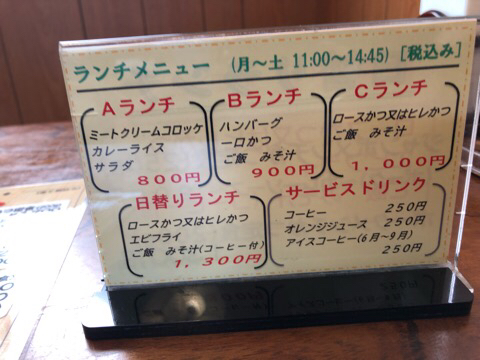 ランチメニュー (月～土 11:00～14:45) [税込み]
Aランチ
ミートクリームコロッケ
カレーライス
サラダ
800円
Bランチ
ハンバーグ
一口かつ
ご飯 みそ汁
900円
Cランチ
ロースかつ又はヒレかつ
ご飯 みそ汁
1,000円
日替りランチ
ロースかつ又はヒレかつ
エビフライ
ご飯 みそ汁(コーヒー付)
1,300円
サービスドリンク
コーヒー 250円
オレンジジュース 250円
アイスコーヒー(6月～9月)
250円